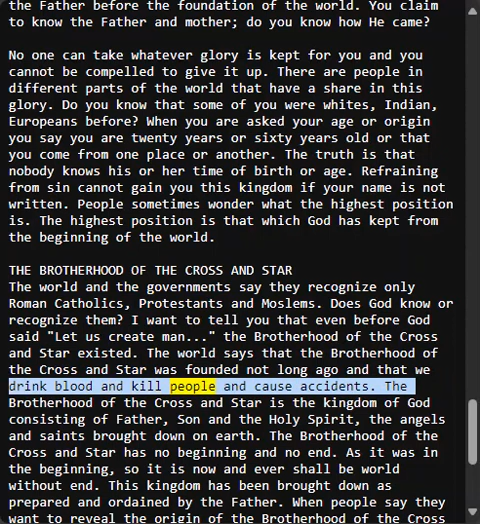 the Father before the foundation of the world. You claim
to know the Father and mother; do you know how He came?
No one can take whatever glory is kept for you and you
cannot be compelled to give it up. There are people in
different parts of the world that have a share in this
glory. Do you know that some of you were whites, Indian,
Europeans before? When you are asked your age or origin
you say you are twenty years or sixty years old or that
you come from one place or another. The truth is that
nobody knows his or her time of birth or age. Refraining
from sin cannot gain you this kingdom if your name is not
written. People sometimes wonder what the highest position
is. The highest position is that which God has kept from
the beginning of the world.
THE BROTHERHOOD OF THE CROSS AND STAR
The world and the governments say they recognize only
Roman Catholics, Protestants and Moslems. Does God know or
recognize them? I want to tell you that even before God
said "Let us create man..." the Brotherhood of the Cross
and Star existed. The world says that the Brotherhood of
the Cross and Star was founded not long ago and that we
drink blood and kill people and cause accidents. The
Brotherhood of the Cross and Star is the kingdom of God
consisting of Father, Son and the Holy Spirit, the angels
and saints brought down on earth. The Brotherhood of the
Cross and Star has no beginning and no end. As it was in
the beginning, so it is now and ever shall be world
without end. This kingdom has been brought down as
prepared and ordained by the Father. When people say they
want to reveal the origin of the Brotherhood of the Cross